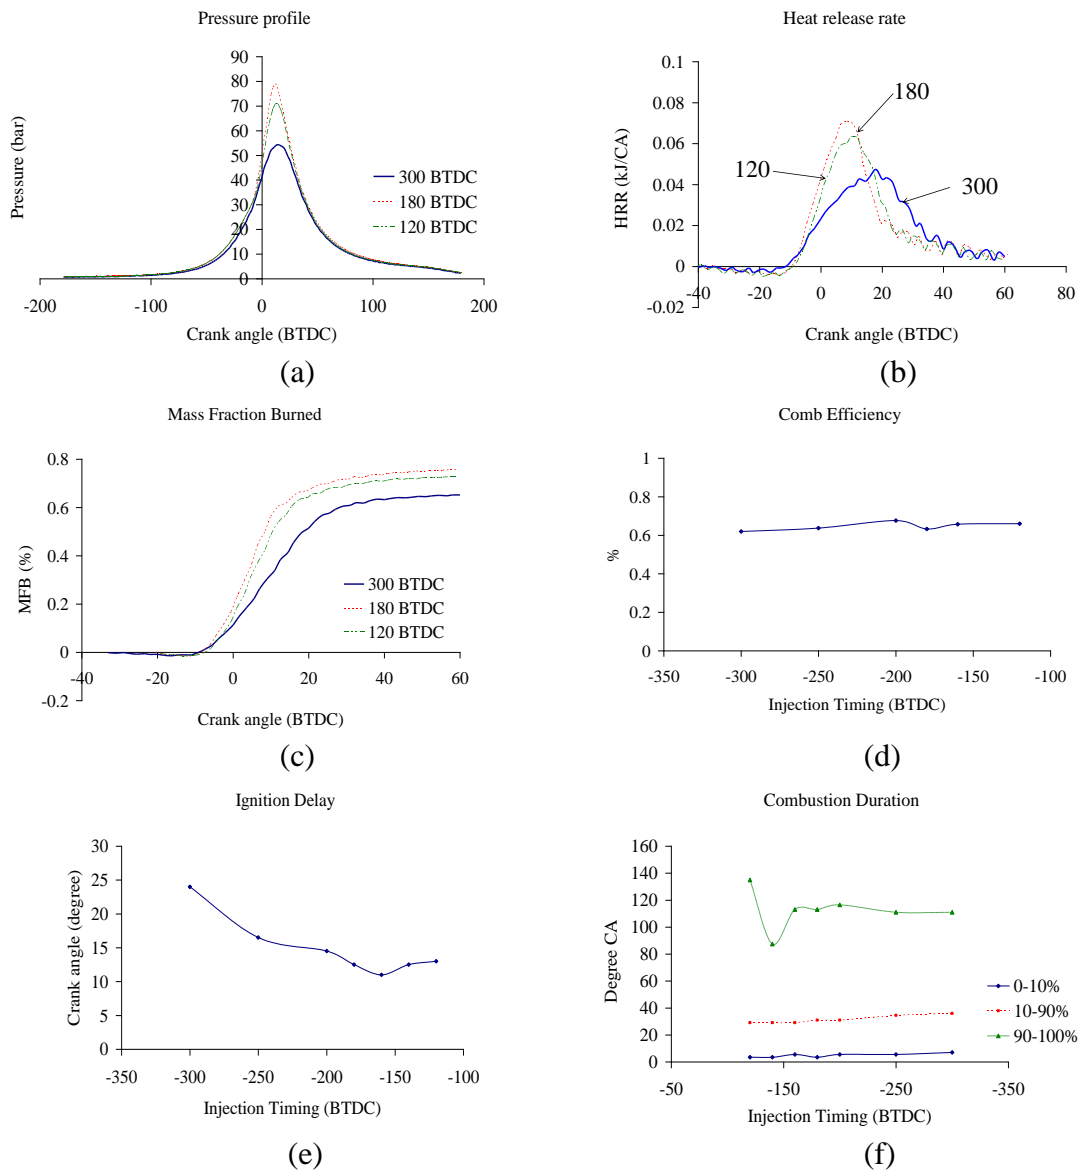 Pressure profile
Pressure (bar)
90
80
70
60
50
40
30
20
10
0
-200 -100 0 100 200
300 BTDC
180 BTDC
120 BTDC
Crank angle (BTDC)
(a)
Heat release rate
HRR (kJ/CA)
0.1
0.08
0.06
0.04
0.02
0
-0.02
-40 -20 0 20 40 60 80
180
120
300
Crank angle (BTDC)
(b)
Mass Fraction Burned
MFB (%)
0.8
0.6
0.4
0.2
0
-0.2
-40 -20 0 20 40 60
300 BTDC
180 BTDC
120 BTDC
Crank angle (BTDC)
(c)
Comb Efficiency
%
1
0.8
0.6
0.4
0.2
0
-350 -300 -250 -200 -150 -100
Injection Timing (BTDC)
(d)
Ignition Delay
Crank angle (degree)
30
25
20
15
10
5
0
-350 -300 -250 -200 -150 -100
Injection Timing (BTDC)
(e)
Combustion Duration
Degree CA
160
140
120
100
80
60
40
20
0
-50 -150 -250 -350
0-10%
10-90%
90-100%
Injection Timing (BTDC)
(f)